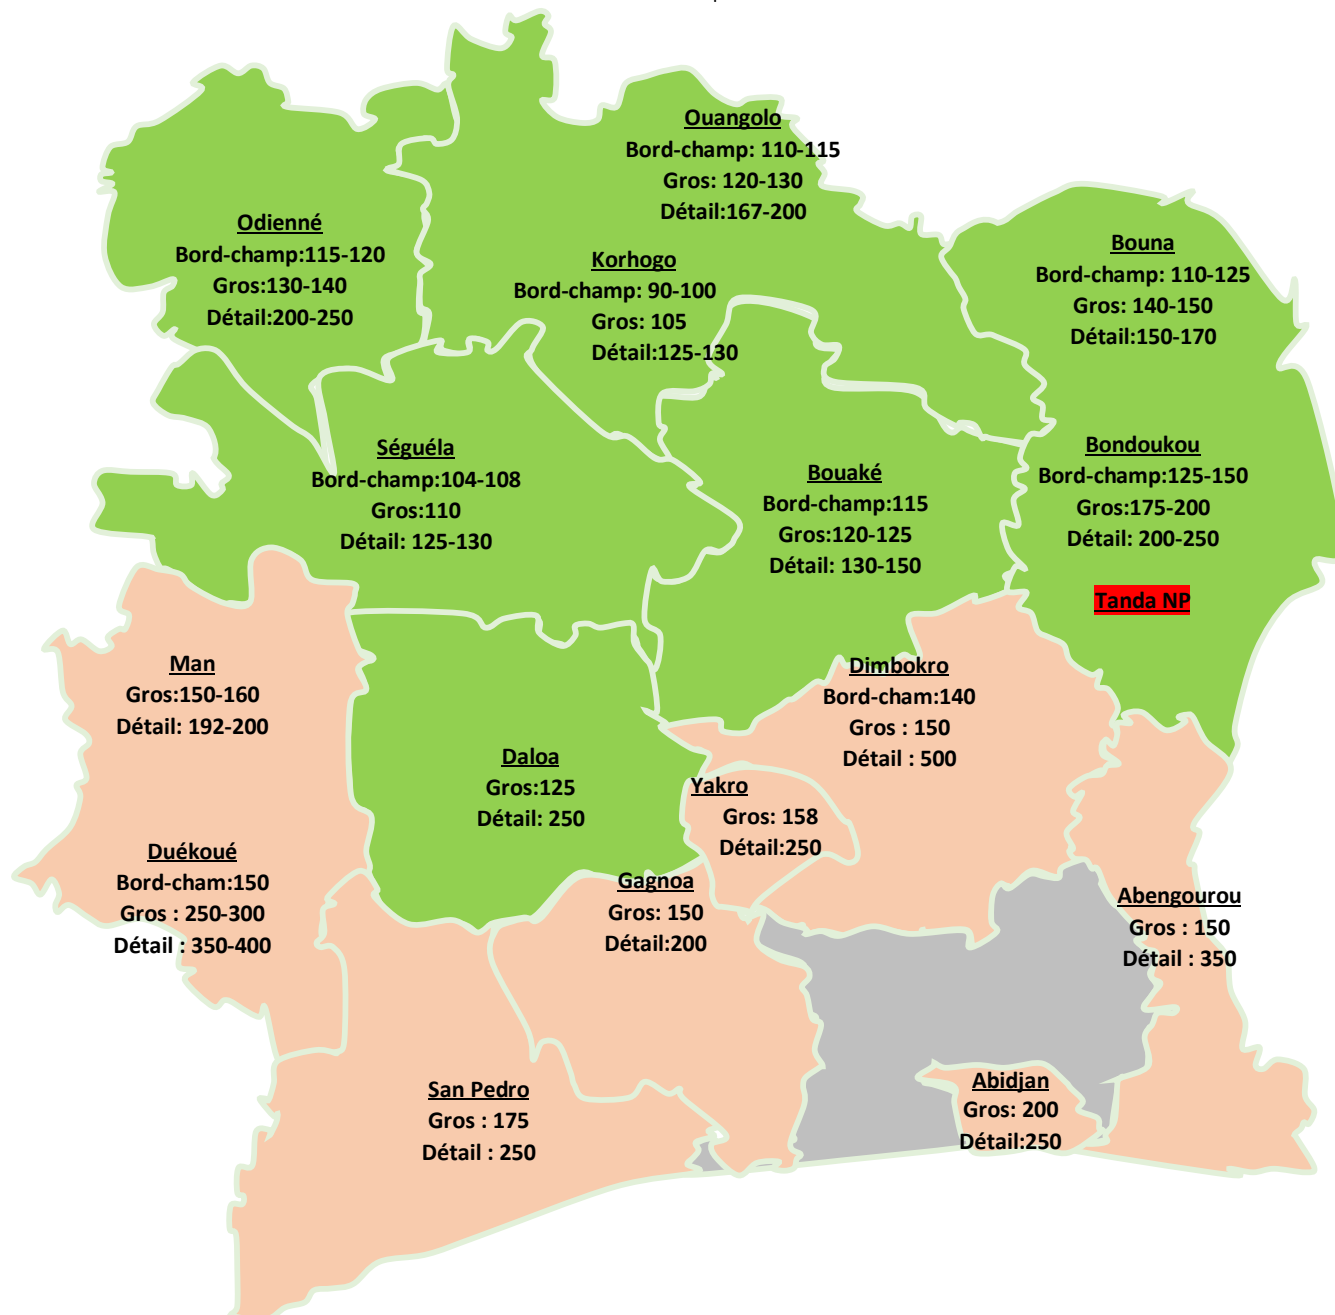 Ouangolo
Bord-champ: 110-115
Gros: 120-130
Détail:167-200
Odienné
Bord-champ:115-120
Gros:130-140
Détail:200-250
Korhogo
Bord-champ: 90-100
Gros: 105
Détail:125-130
Bouna
Bord-champ: 110-125
Gros: 140-150
Détail:150-170
Séguéla
Bord-champ:104-108
Gros:110
Détail: 125-130
Bouaké
Bord-champ:115
Gros:120-125
Détail: 130-150
Bondoukou
Bord-champ:125-150
Gros:175-200
Détail: 200-250
Tanda NP
Man
Gros:150-160
Détail: 192-200
Dimbokro
Bord-cham:140
Gros : 150
Détail : 500
Daloa
Gros:125
Détail: 250
Yakro
Gros: 158
Détail:250
Duékoué
Bord-cham:150
Gros : 250-300
Détail : 350-400
Gagnoa
Gros: 150
Détail:200
Abengourou
Gros : 150
Détail : 350
San Pedro
Gros : 175
Détail : 250
Abidjan
Gros: 200
Détail:250